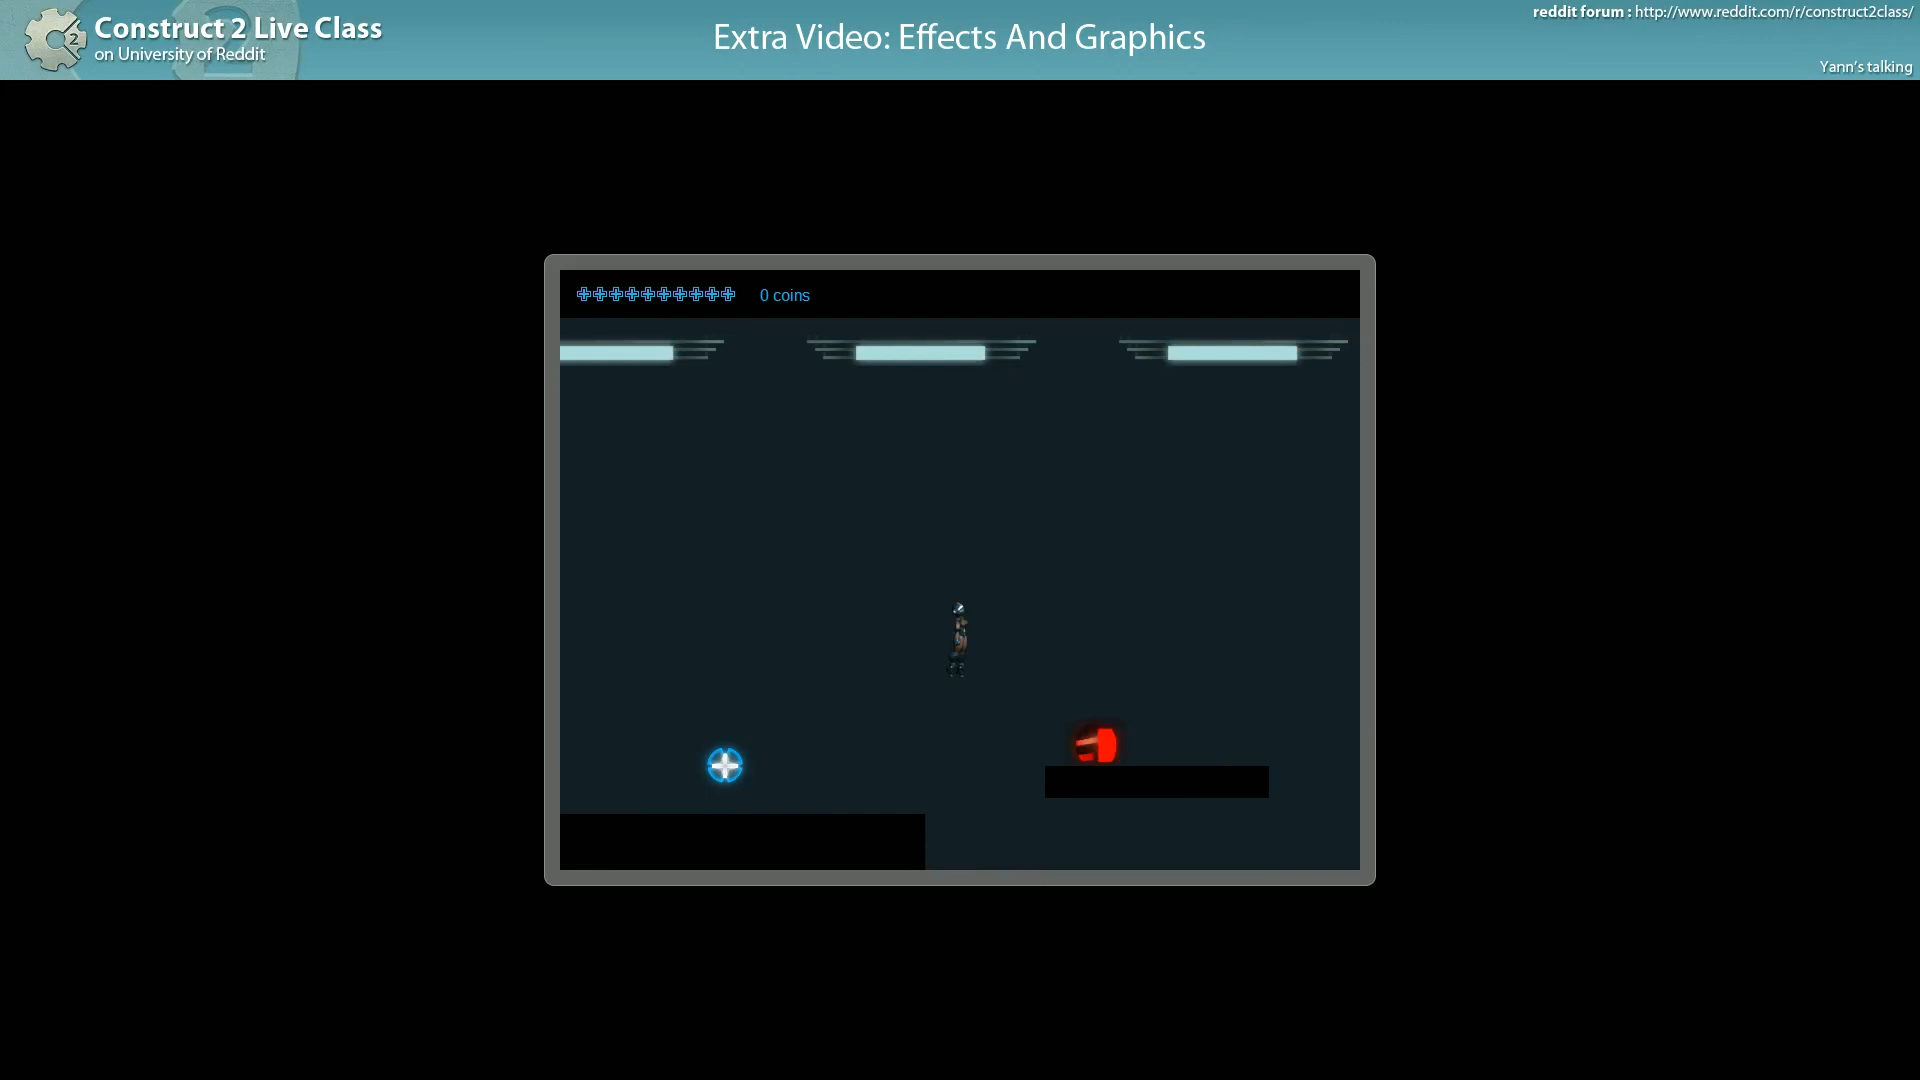 Construct 2 Live Class
on University of Reddit
2
Extra Video: Effects And Graphics
reddit forum : http://www.reddit.com/r/construct2class/
Yann's talking
0 coins